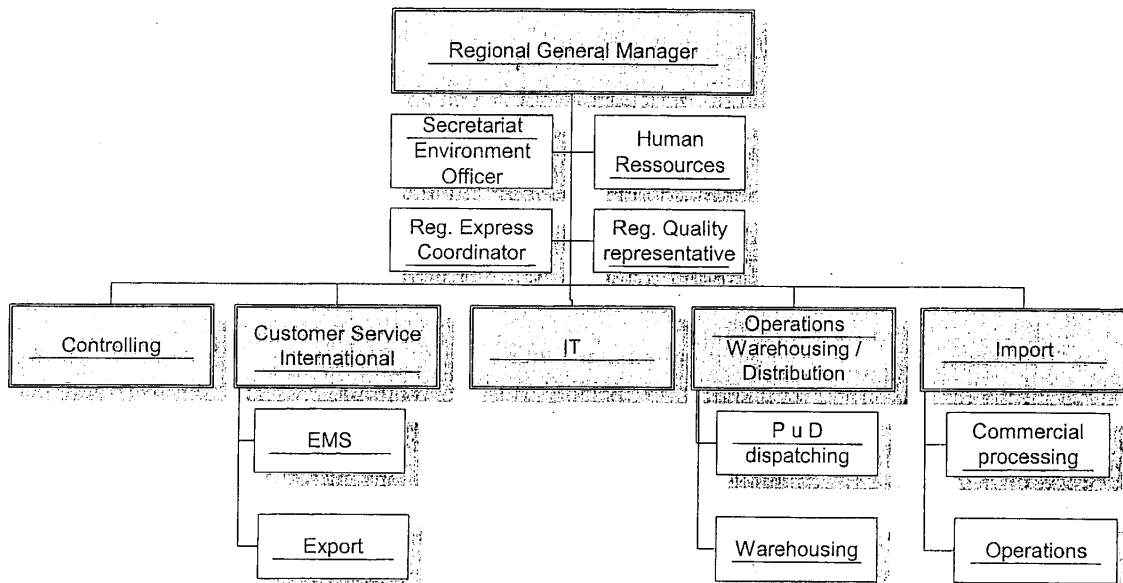 Regional General Manager
Secretariat
Environment
Officer
Human
Ressources
Reg. Express
Coordinator
Reg. Quality
representative
Controlling
Customer Service
International
IT
Operations
Warehousing /
Distribution
Import
EMS
P u D
dispatching
Commercial
processing
Export
Warehousing
Operations